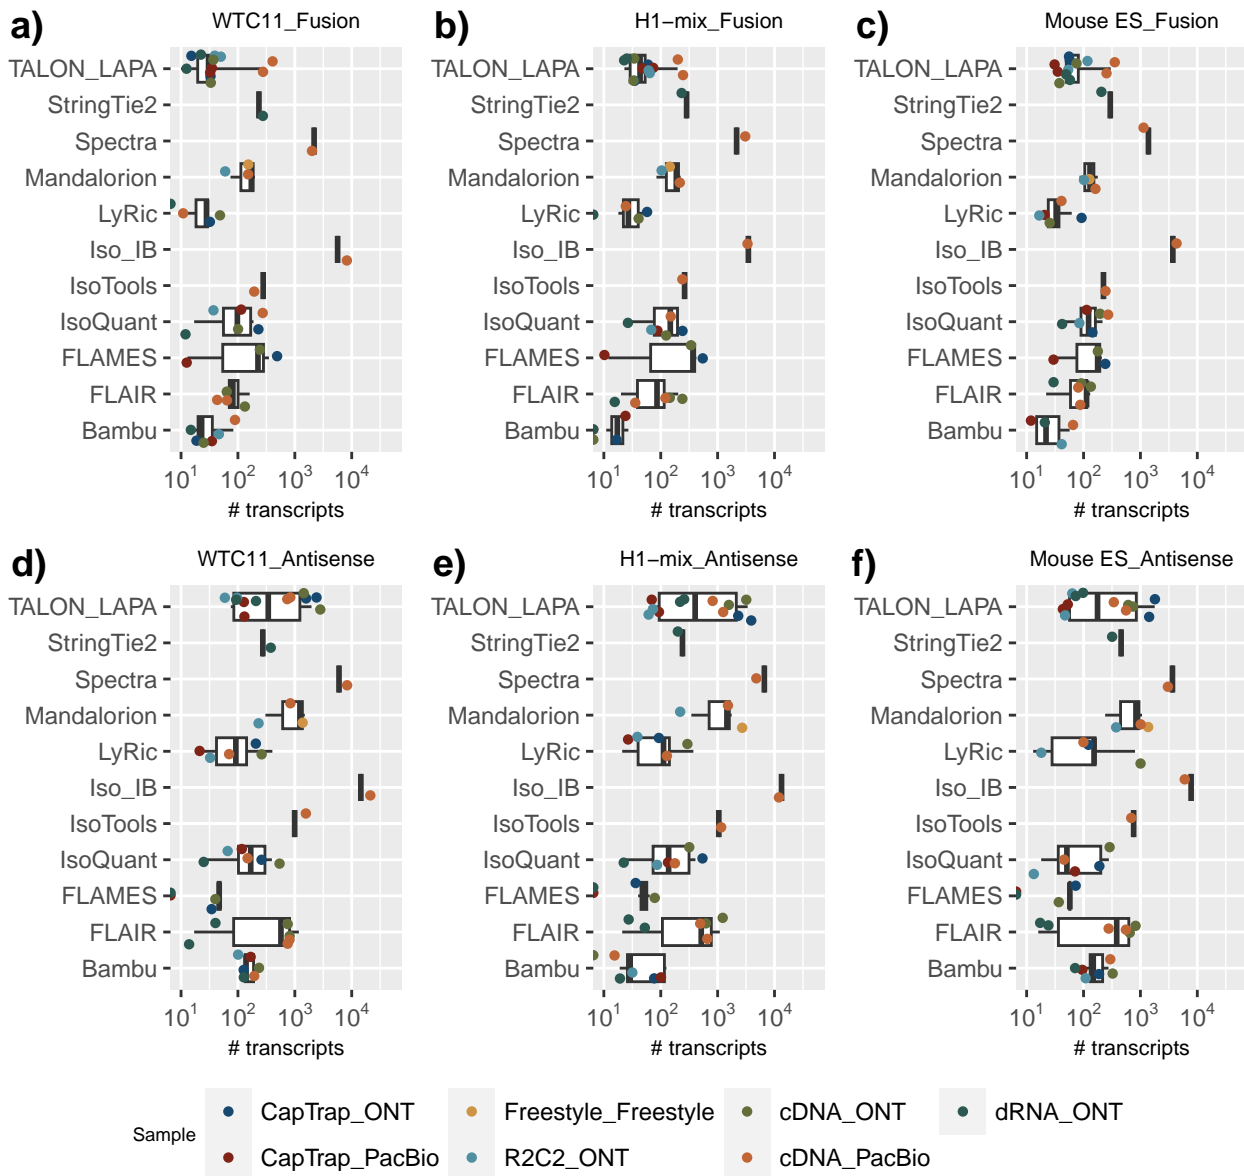 a) WTC11_Fusion
TALON_LAPA
StringTie2
Spectra
Mandalorion
LyRic
Iso_IB
IsoTools
IsoQuant
FLAMES
FLAIR
Bambu
10^1 10^2 10^3 10^4
# transcripts
b) H1−mix_Fusion
TALON_LAPA
StringTie2
Spectra
Mandalorion
LyRic
Iso_IB
IsoTools
IsoQuant
FLAMES
FLAIR
Bambu
10^1 10^2 10^3 10^4
# transcripts
c) Mouse ES_Fusion
TALON_LAPA
StringTie2
Spectra
Mandalorion
LyRic
Iso_IB
IsoTools
IsoQuant
FLAMES
FLAIR
Bambu
10^1 10^2 10^3 10^4
# transcripts
d) WTC11_Antisense
TALON_LAPA
StringTie2
Spectra
Mandalorion
LyRic
Iso_IB
IsoTools
IsoQuant
FLAMES
FLAIR
Bambu
10^1 10^2 10^3 10^4
# transcripts
e) H1−mix_Antisense
TALON_LAPA
StringTie2
Spectra
Mandalorion
LyRic
Iso_IB
IsoTools
IsoQuant
FLAMES
FLAIR
Bambu
10^1 10^2 10^3 10^4
# transcripts
f) Mouse ES_Antisense
TALON_LAPA
StringTie2
Spectra
Mandalorion
LyRic
Iso_IB
IsoTools
IsoQuant
FLAMES
FLAIR
Bambu
10^1 10^2 10^3 10^4
# transcripts
Sample
CapTrap_ONT Freestyle_Freestyle cDNA_ONT dRNA_ONT
CapTrap_PacBio R2C2_ONT cDNA_PacBio